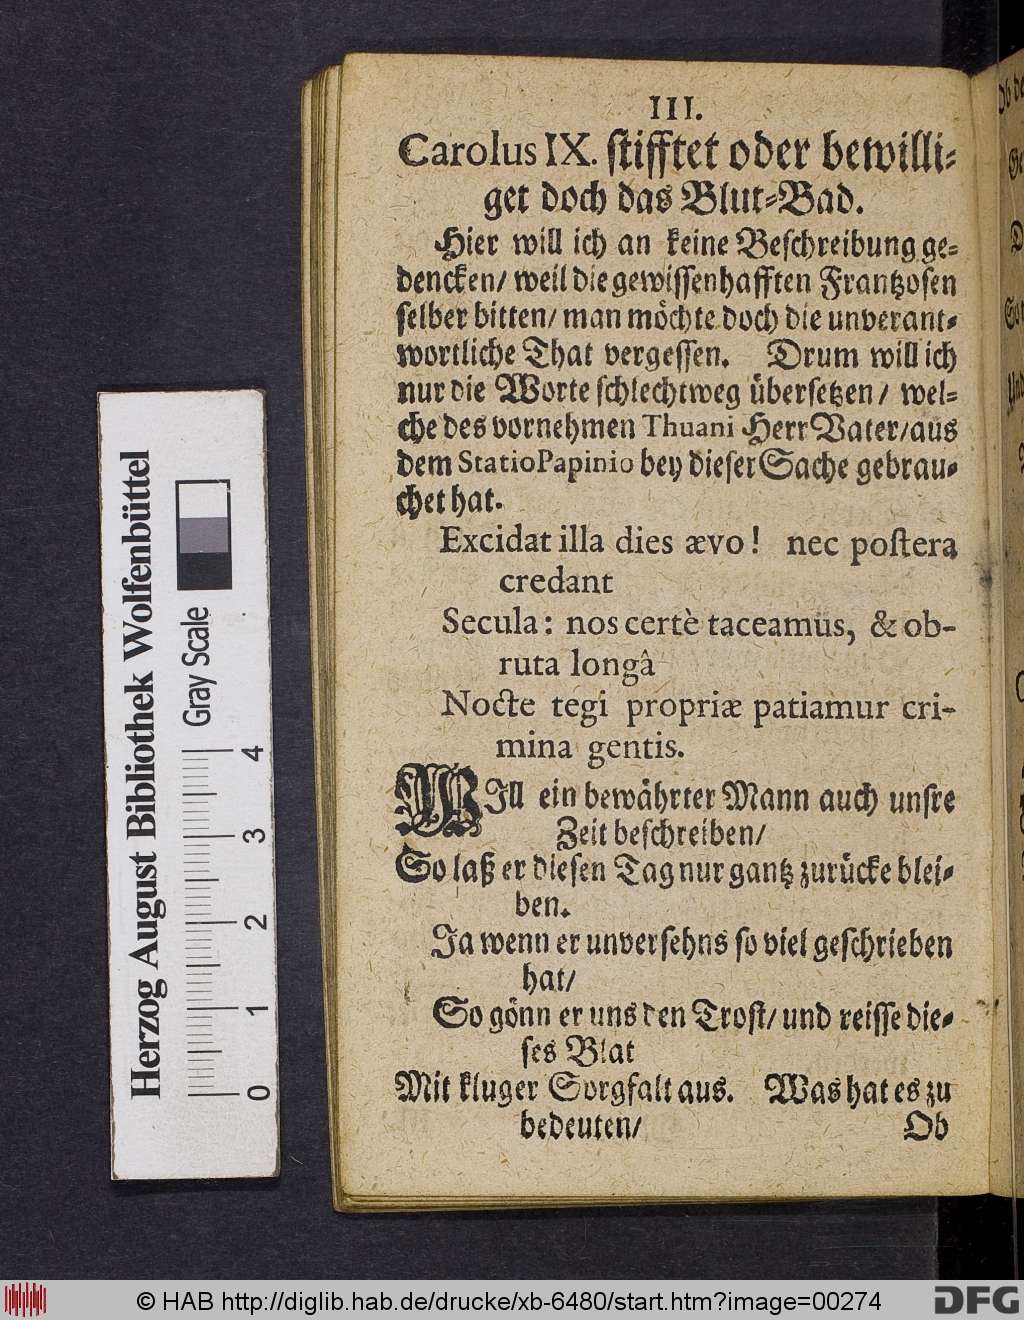 III.
Carolus IX. stifftet oder bewilli-
get doch das Blut-Bad.
Hier will ich an keine Beschreibung ge-
dencken/ weil die gewissenhafften Frantzosen
selber bitten/ man möchte doch die unverant-
wortliche That vergessen. Drum will ich
nur die Worte schlechtweg übersetzen/ wel-
che des vornehmen Thuani Herr Vater/aus
dem Statio Papinio bey dieser Sache gebrau-
chet hat.
Excidat illa dies ævo! nec postera
credant
Secula: nos certè taceamus, & ob-
ruta longâ
Nocte tegi propriæ patiamur cri-
mina gentis.
WIll ein bewährter Mann auch unsre
Zeit beschreiben/
So laß er diesen Tag nur gantz zurücke blei-
ben.
Ja wenn er unversehns so viel geschrieben
hat/
So gönn er uns den Trost/ und reisse die-
ses Blat
Mit kluger Sorgfalt aus. Was hat es zu
bedeuten/
Ob
Herzog August Bibliothek Wolfenbüttel
Gray Scale
0 1 2 3 4
© HAB http://diglib.hab.de/drucke/xb-6480/start.htm?image=00274
DFG